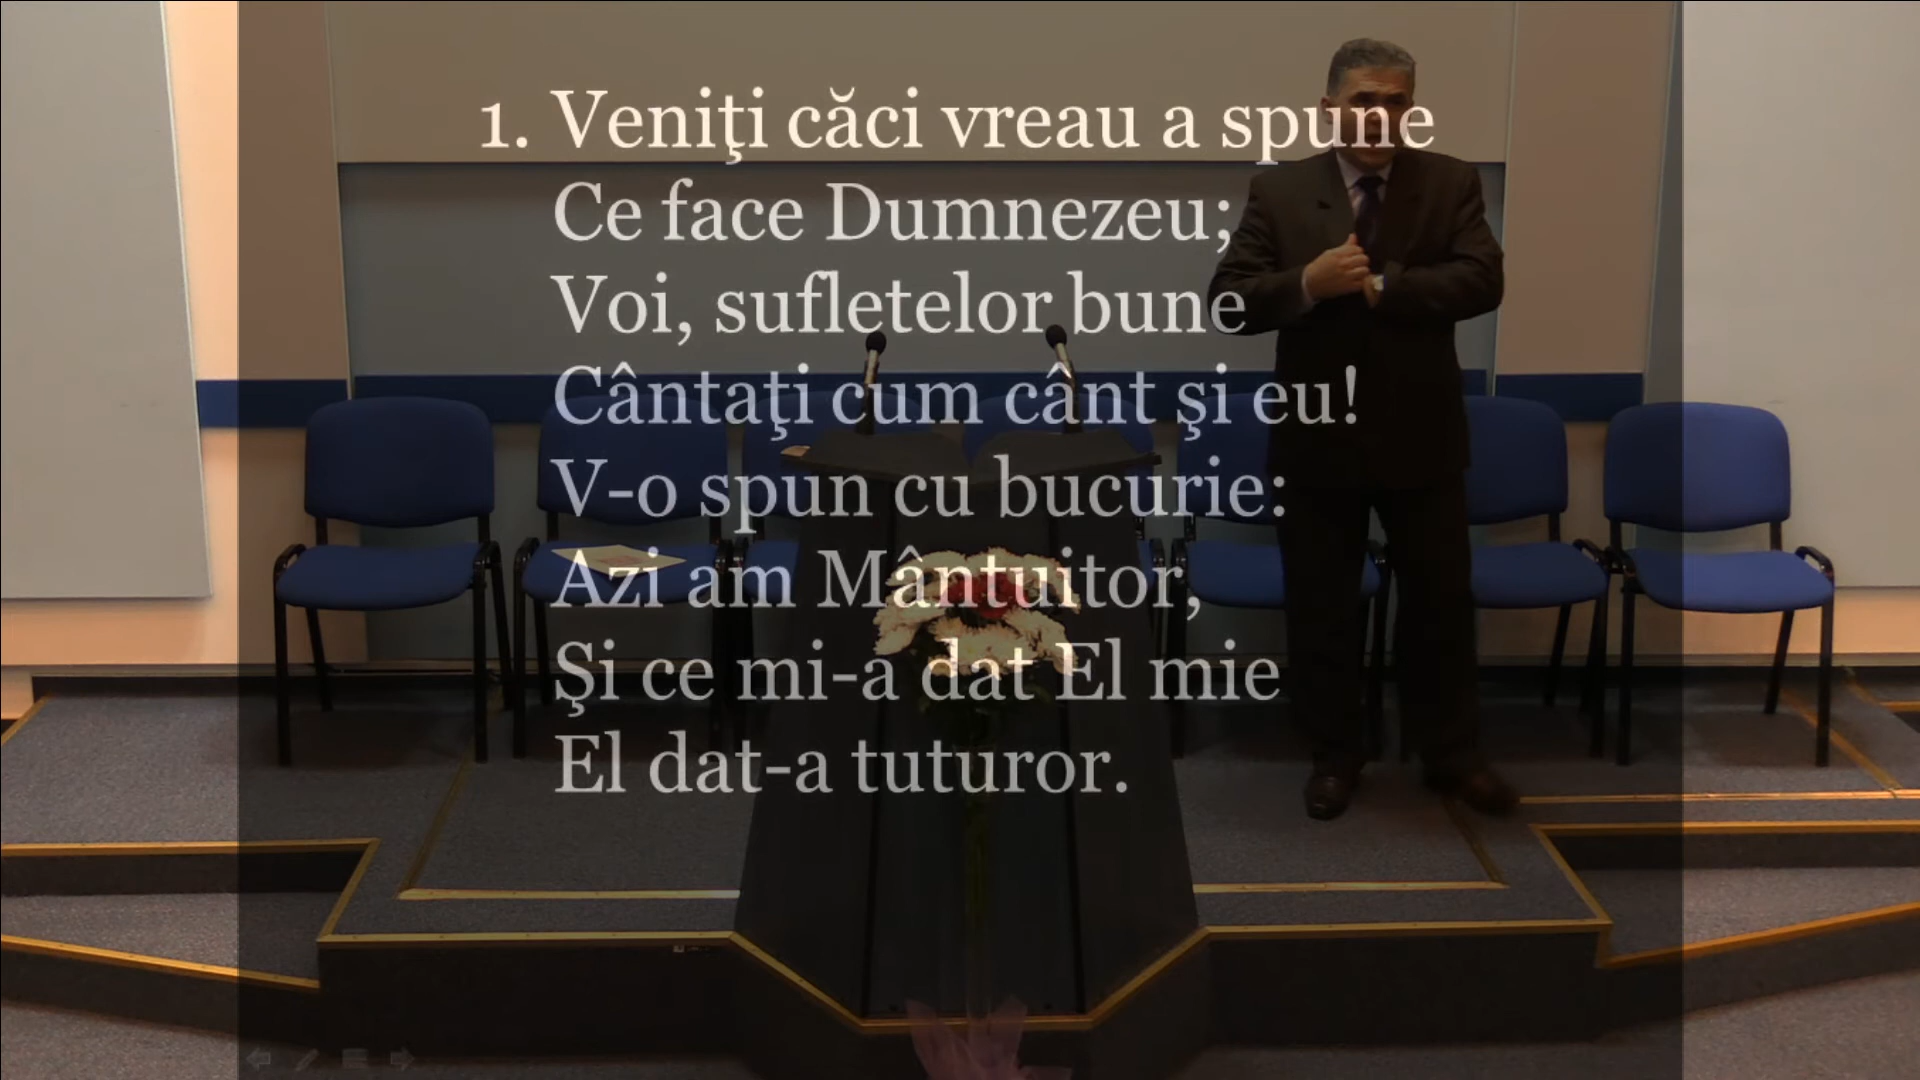 1. Veniţi căci vreau a spune
Ce face Dumnezeu;
Voi, sufletelor bune
Cântaţi cum cânt şi eu!
V-o spun cu bucurie:
Azi am Mântuitor,
Şi ce mi-a dat El mie
El dat-a tuturor.